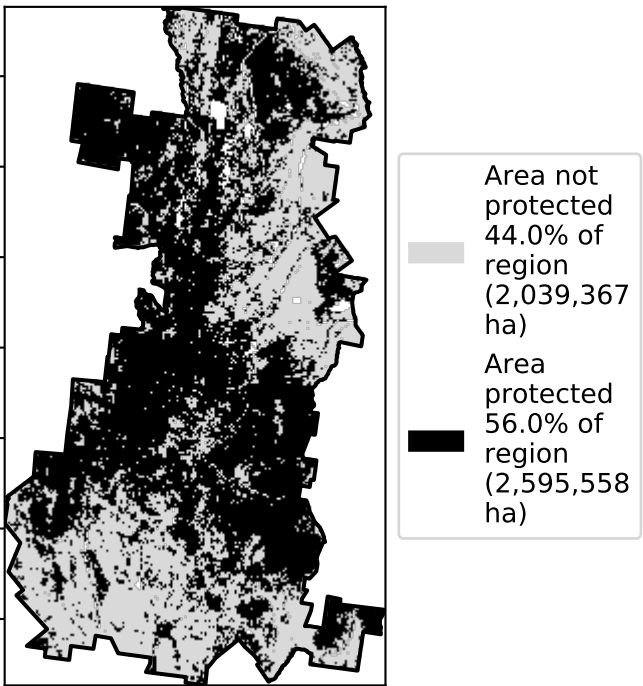 Area not
protected
44.0% of
region
(2,039,367
ha)
Area
protected
56.0% of
region
(2,595,558
ha)